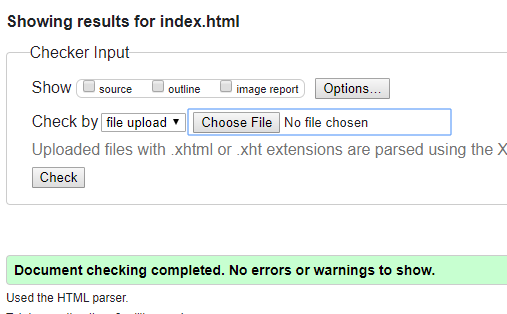 Showing results for index.html
Checker Input
Show source outline image report Options...
Check by file upload Choose File No file chosen
Uploaded files with .xhtml or .xht extensions are parsed using the X
Check
Document checking completed. No errors or warnings to show.
Used the HTML parser.